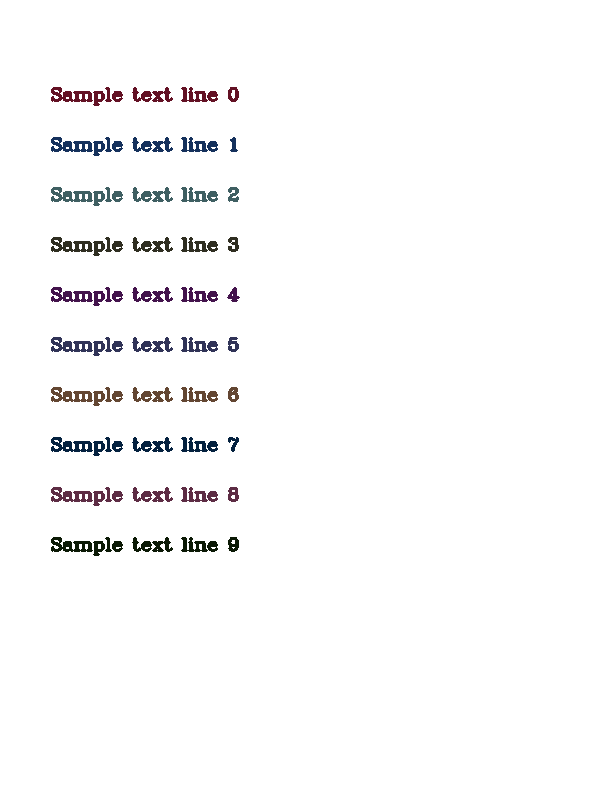 Sample text line 0
Sample text line 1
Sample text line 2
Sample text line 3
Sample text line 4
Sample text line 5
Sample text line 6
Sample text line 7
Sample text line 8
Sample text line 9